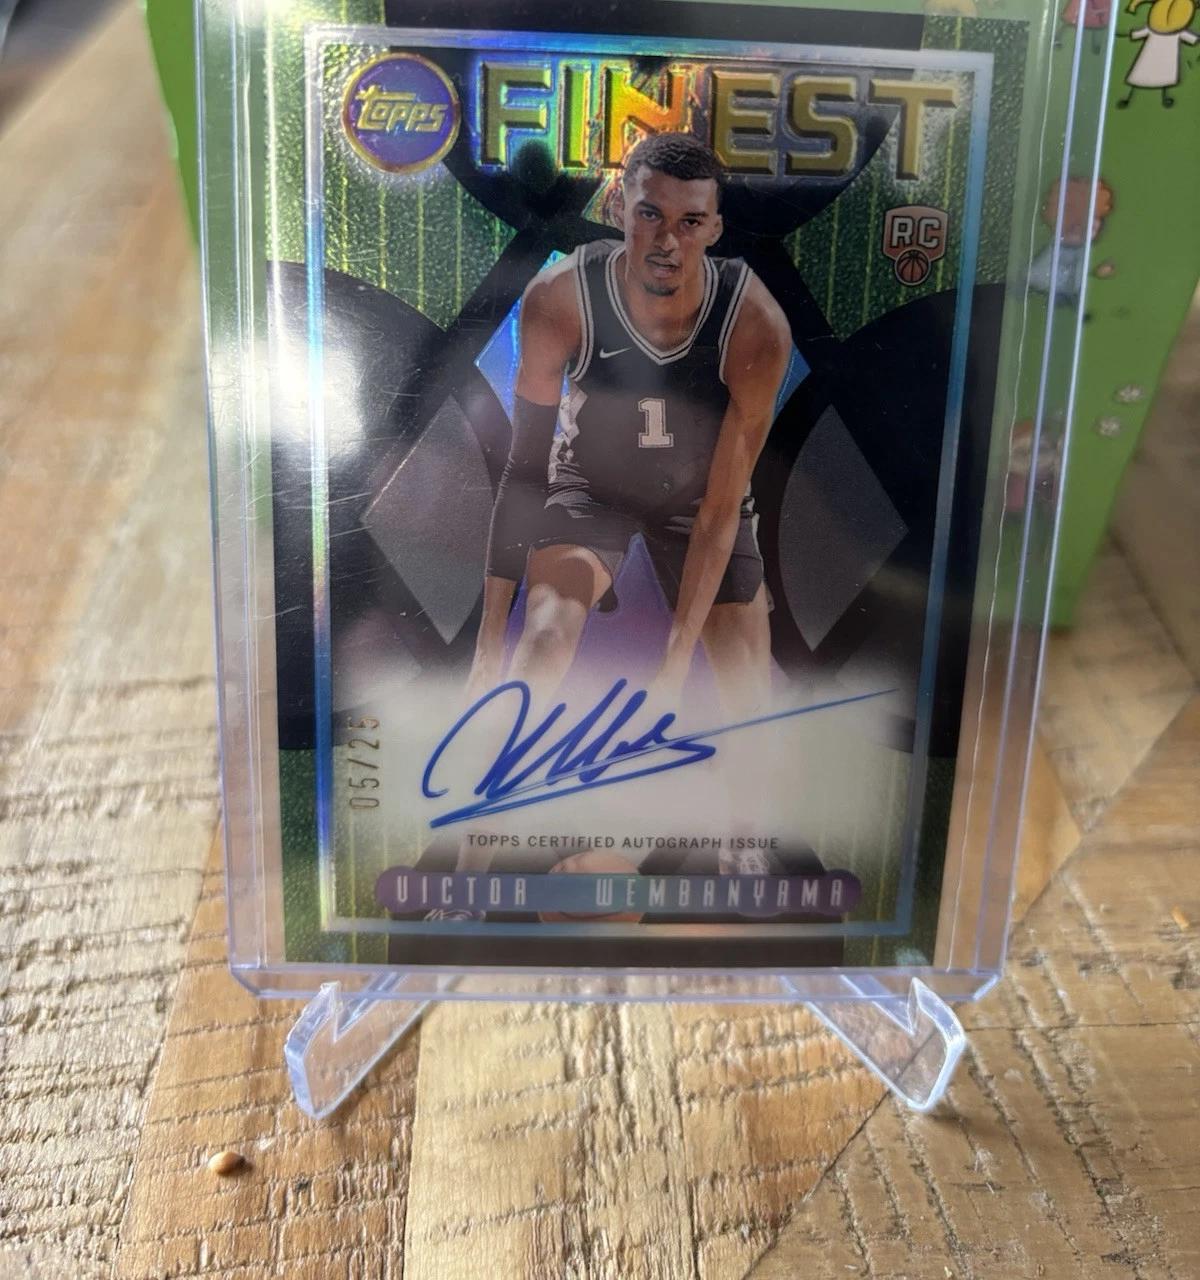 Topps FINEST
RC
1
05/25
TOPPS CERTIFIED AUTOGRAPH ISSUE
VICTOR WEMBANYAMA